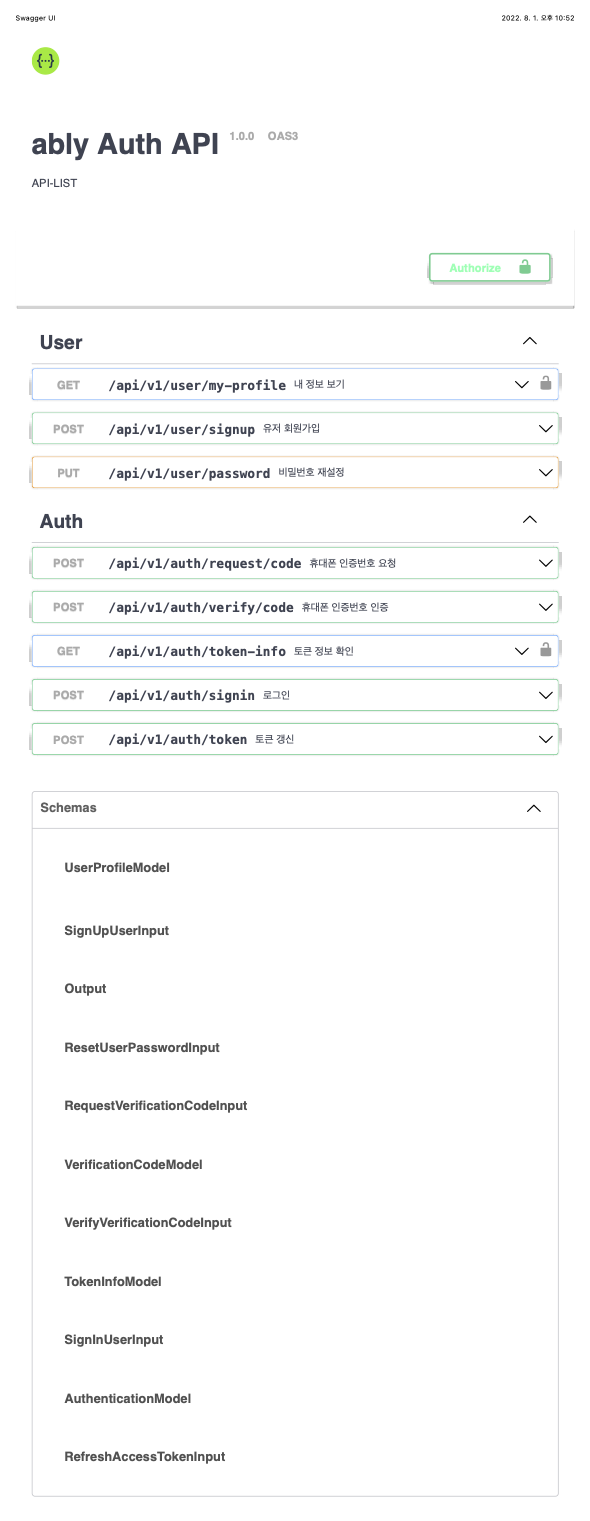 Swagger UI 2022. 8. 1. 오후 10:52
{···}
ably Auth API 1.0.0 OAS3
API-LIST
Authorize
User
GET /api/v1/user/my-profile 내 정보 보기
POST /api/v1/user/signup 유저 회원가입
PUT /api/v1/user/password 비밀번호 재설정
Auth
POST /api/v1/auth/request/code 휴대폰 인증번호 요청
POST /api/v1/auth/verify/code 휴대폰 인증번호 인증
GET /api/v1/auth/token-info 토큰 정보 확인
POST /api/v1/auth/signin 로그인
POST /api/v1/auth/token 토큰 갱신
Schemas
UserProfileModel
SignUpUserInput
Output
ResetUserPasswordInput
RequestVerificationCodeInput
VerificationCodeModel
VerifyVerificationCodeInput
TokenInfoModel
SignInUserInput
AuthenticationModel
RefreshAccessTokenInput